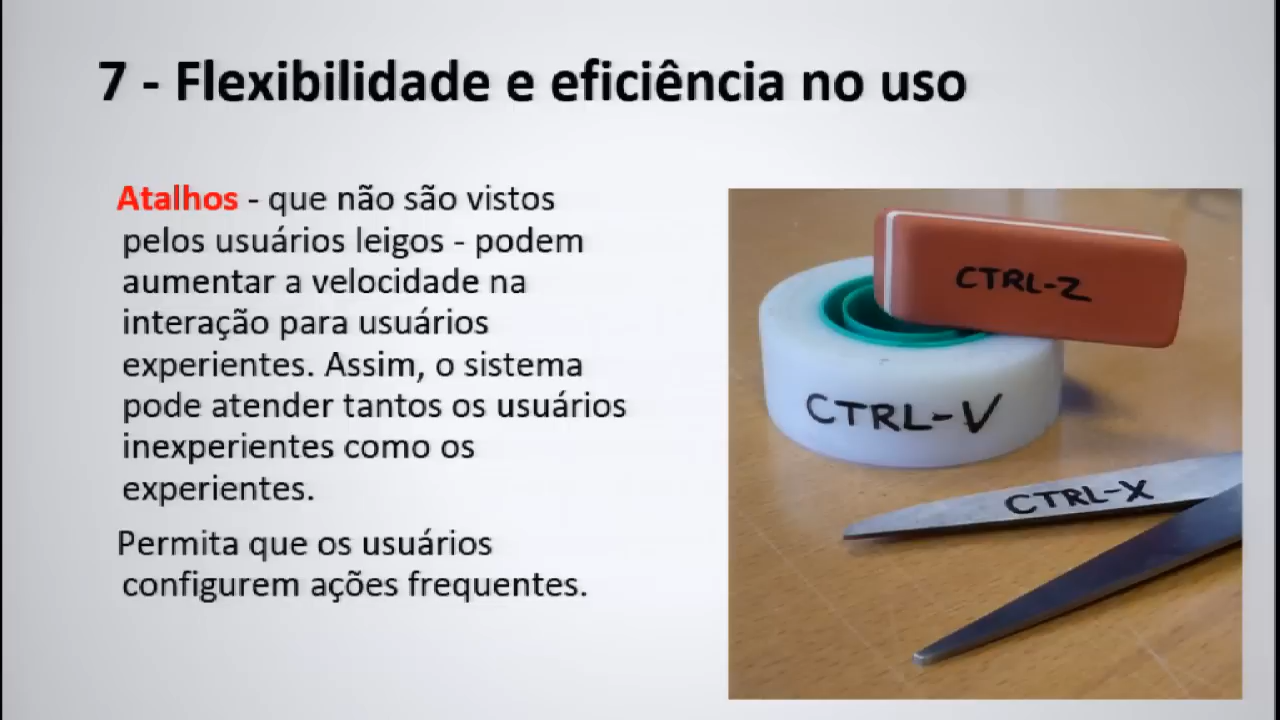 7 - Flexibilidade e eficiência no uso
Atalhos - que não são vistos
pelos usuários leigos - podem
aumentar a velocidade na
interação para usuários
experientes. Assim, o sistema
pode atender tantos os usuários
inexperientes como os
experientes.
Permita que os usuários
configurem ações frequentes.
CTRL-Z
CTRL-V
CTRL-X